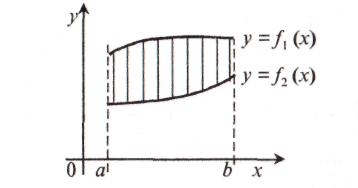 y
y = f₁ (x)
y = f₂ (x)
0 a b x